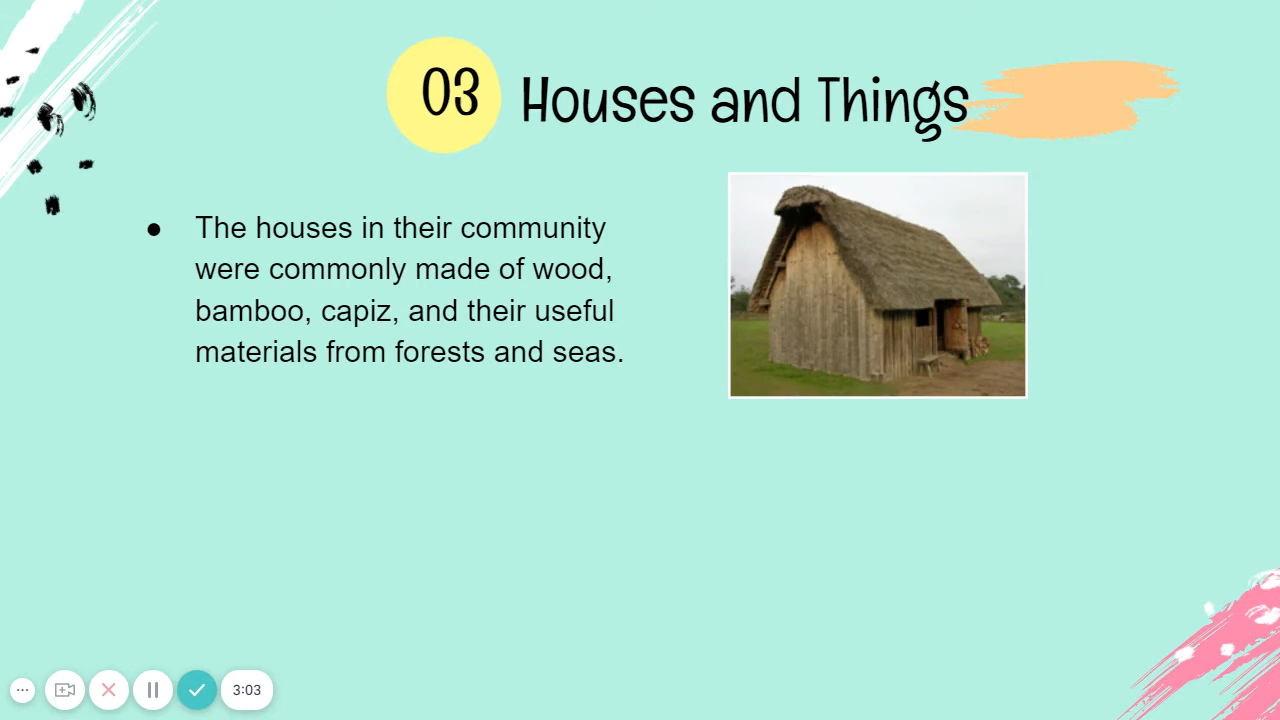 03 Houses and Things
● The houses in their community
were commonly made of wood,
bamboo, capiz, and their useful
materials from forests and seas.
3:03